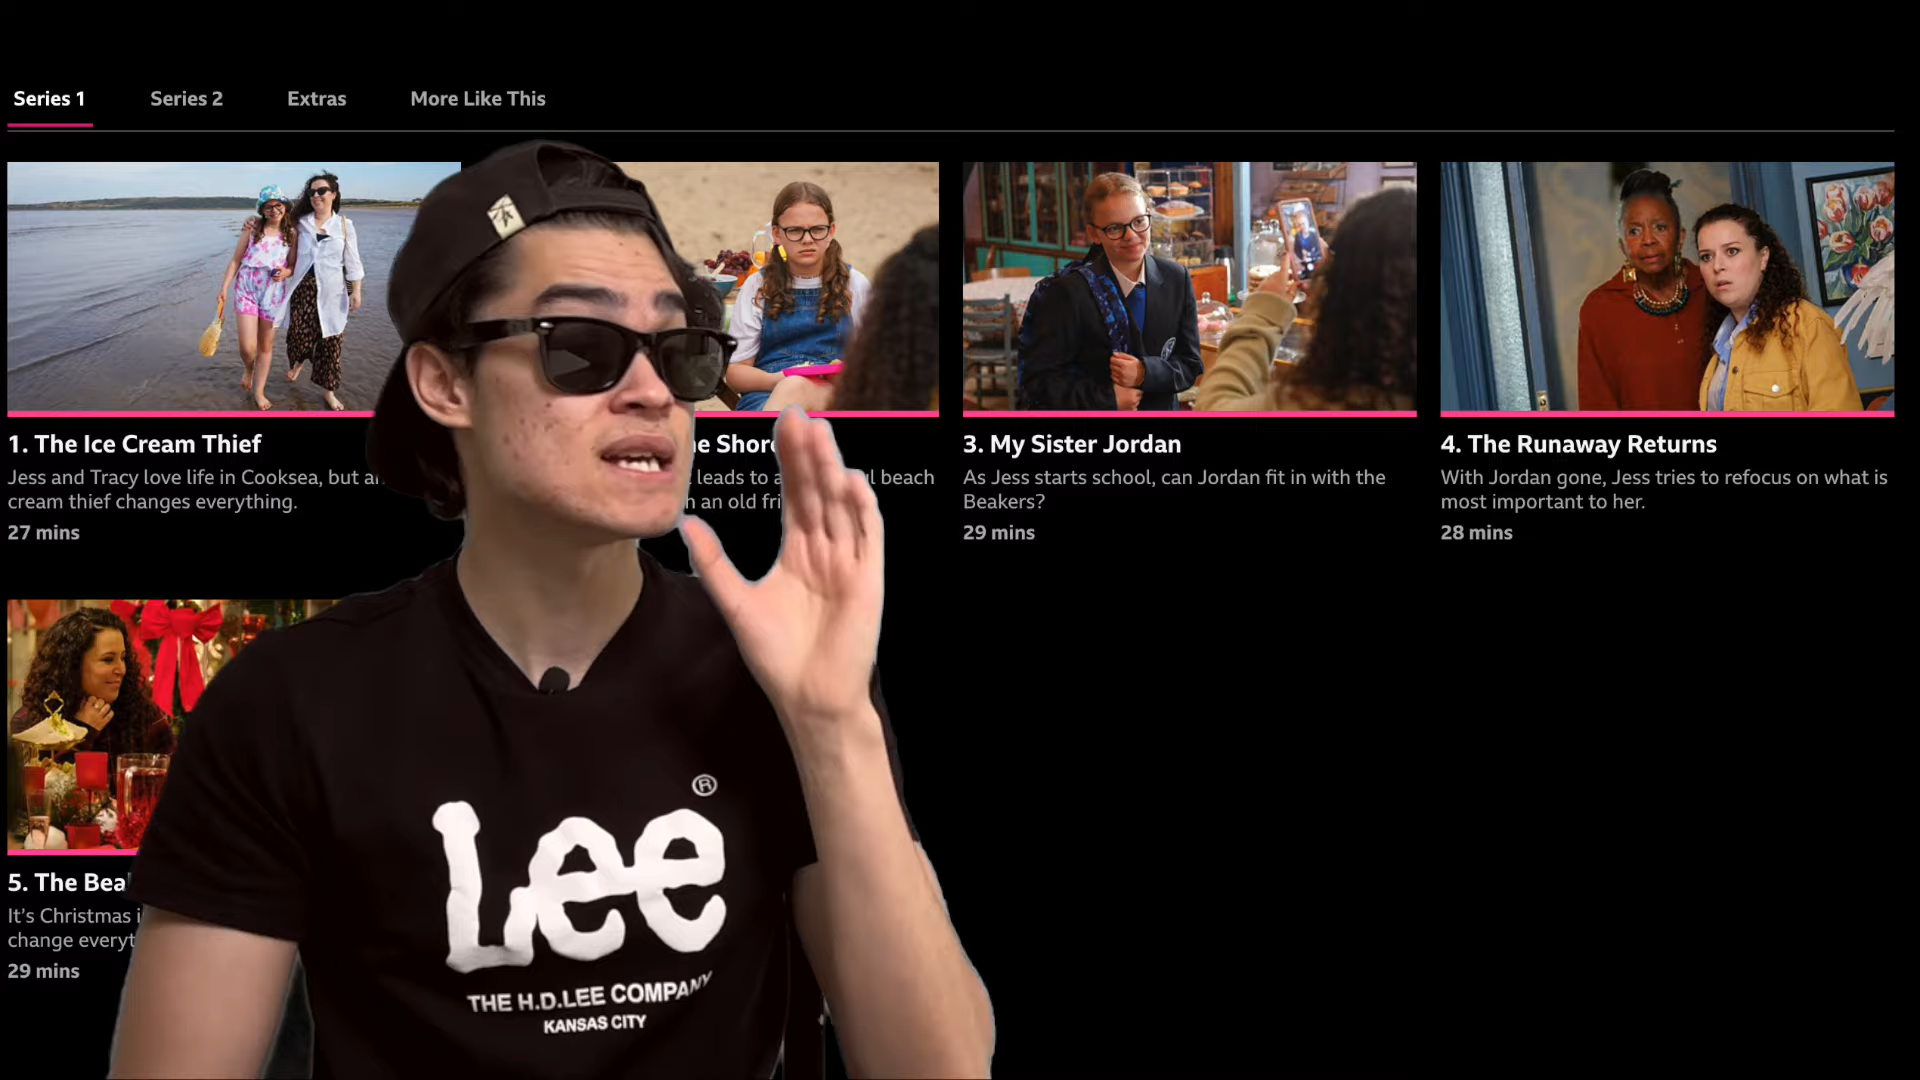 Series 1
Series 2
Extras
More Like This
1. The Ice Cream Thief
Jess and Tracy love life in Cooksea, but
cream thief changes everything.
27 mins
Shore
leads to a beach
an old
3. My Sister Jordan
As Jess starts school, can Jordan fit in with the
Beakers?
29 mins
4. The Runaway Returns
With Jordan gone, Jess tries to refocus on what is
most important to her.
28 mins
5. The
It's Christmas
change
29 mins
Lee
®
THE H.D.LEE COMPANY
KANSAS CITY